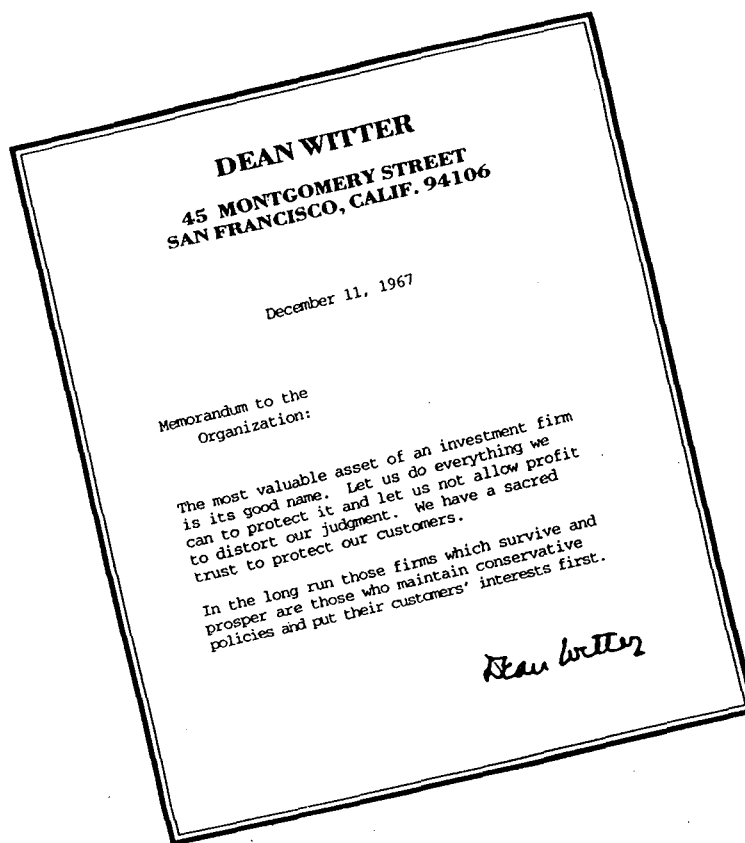 DEAN WITTER
45 MONTGOMERY STREET
SAN FRANCISCO, CALIF. 94106
December 11, 1967
Memorandum to the
Organization:
The most valuable asset of an investment firm
is its good name. Let us do everything we
can to protect it and let us not allow profit
to distort our judgment. We have a sacred
trust to protect our customers.
In the long run those firms which survive and
prosper are those who maintain conservative
policies and put their customers' interests first.
Dean Witter